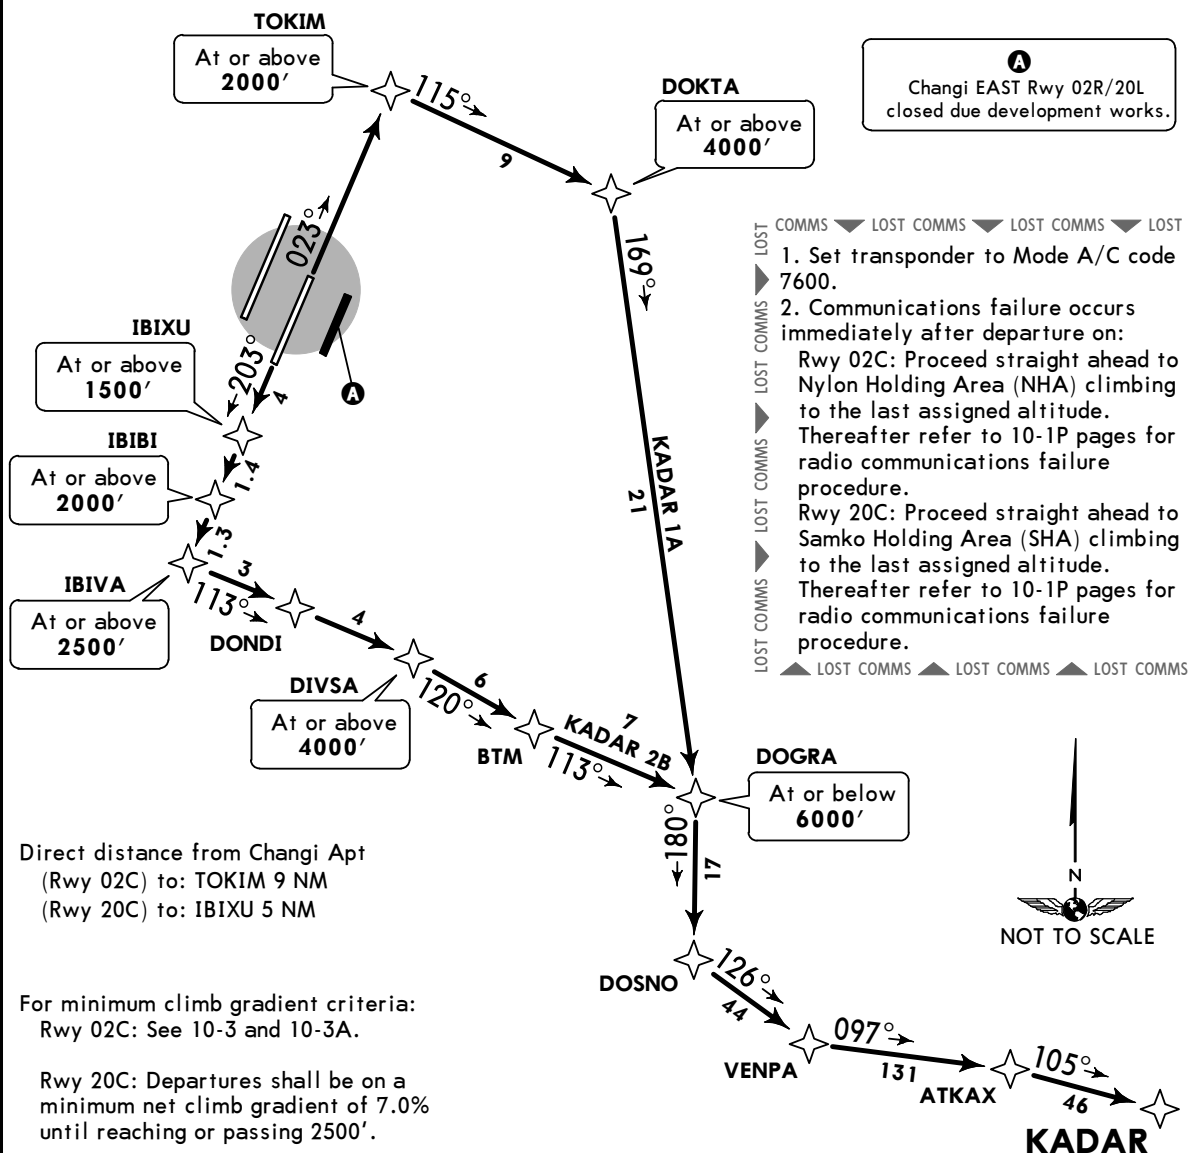 TOKIM
At or above
2000'
115°
9
DOKTA
At or above
4000'
A
Changi EAST Rwy 02R/20L
closed due development works.
023°
169°
IBIXU
At or above
1500'
203°
4
A
IBIBI
At or above
2000'
1.4
1.3
IBIVA
At or above
2500'
3
113°
DONDI
4
DIVSA
At or above
4000'
6
120°
BTM
7
KADAR 2B
113°
KADAR 1A
21
DOGRA
At or below
6000'
180°
17
LOST COMMS LOST COMMS LOST COMMS LOST
LOST COMMS LOST COMMS LOST COMMS LOST
1. Set transponder to Mode A/C code
7600.
2. Communications failure occurs
immediately after departure on:
Rwy 02C: Proceed straight ahead to
Nylon Holding Area (NHA) climbing
to the last assigned altitude.
Thereafter refer to 10-1P pages for
radio communications failure
procedure.
Rwy 20C: Proceed straight ahead to
Samko Holding Area (SHA) climbing
to the last assigned altitude.
Thereafter refer to 10-1P pages for
radio communications failure
procedure.
LOST COMMS LOST COMMS LOST COMMS
Direct distance from Changi Apt
(Rwy 02C) to: TOKIM 9 NM
(Rwy 20C) to: IBIXU 5 NM
N
NOT TO SCALE
DOSNO
126°
44
VENPA
097°
131
ATKAX
105°
46
KADAR
For minimum climb gradient criteria:
Rwy 02C: See 10-3 and 10-3A.
Rwy 20C: Departures shall be on a
minimum net climb gradient of 7.0%
until reaching or passing 2500'.